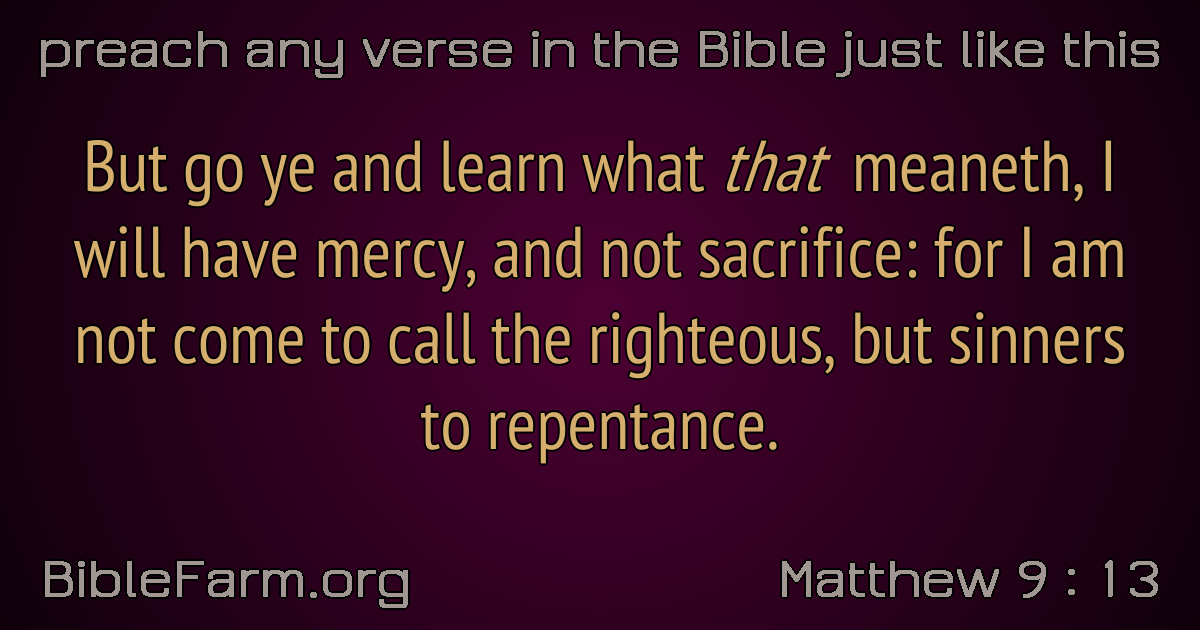 preach any verse in the Bible just like this
But go ye and learn what that meaneth, I
will have mercy, and not sacrifice: for I am
not come to call the righteous, but sinners
to repentance.
BibleFarm.org
Matthew 9 : 13